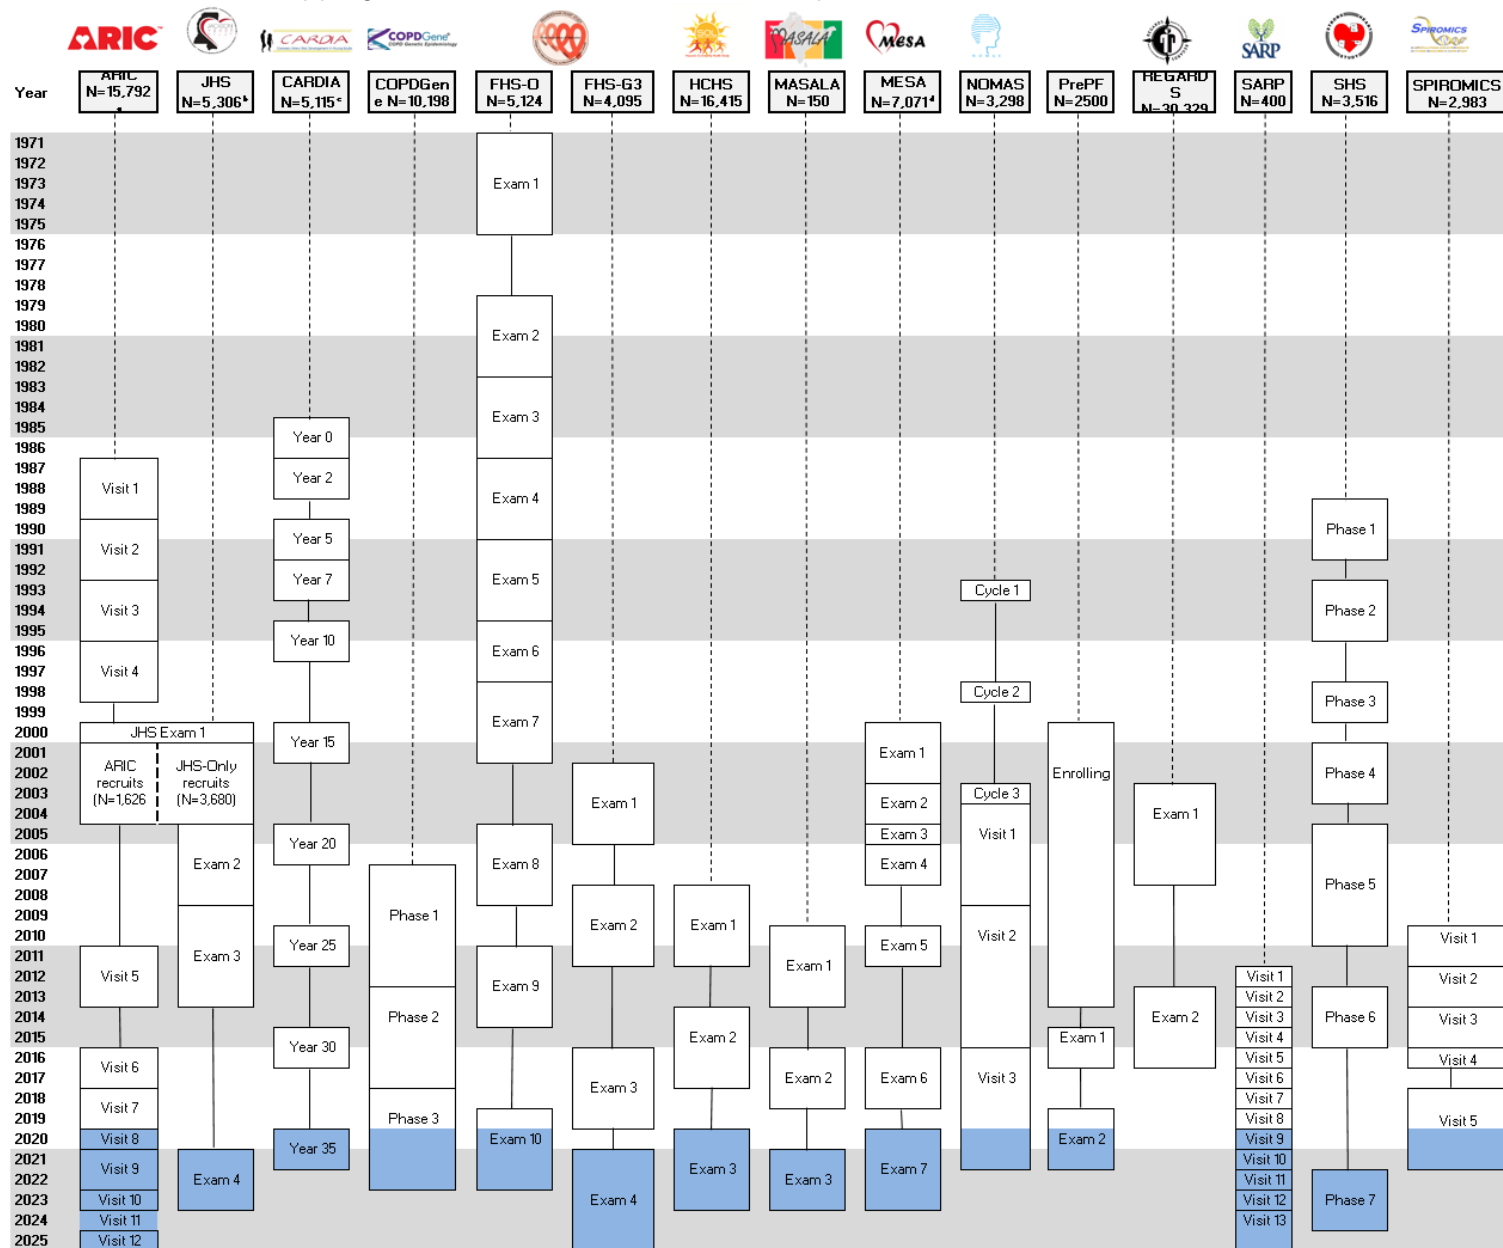 ARIC
CARDIA
COPDGene
COPD Genetic Epidemiology
SOL
MASALA
MESA
NOMAS
SARP
SPIROMICS
Year
ARIC
N=15,792
JHS
N=5,306ᵇ
CARDIA
N=5,115ᶜ
COPDGen
e N=10,198
FHS-O
N=5,124
FHS-G3
N=4,095
HCHS
N=16,415
MASALA
N=150
MESA
N=7,071ᵈ
NOMAS
N=3,298
PrePF
N=2500
REGARD
S
N=30,329
SARP
N=400
SHS
N=3,516
SPIROMICS
N=2,983
1971
1972
1973
1974
1975
1976
1977
1978
1979
1980
1981
1982
1983
1984
1985
1986
1987
1988
1989
1990
1991
1992
1993
1994
1995
1996
1997
1998
1999
2000
2001
2002
2003
2004
2005
2006
2007
2008
2009
2010
2011
2012
2013
2014
2015
2016
2017
2018
2019
2020
2021
2022
2023
2024
2025
Visit 1
Visit 2
Visit 3
Visit 4
JHS Exam 1
ARIC
recruits
(N=1,626
JHS-Only
recruits
(N=3,680)
Visit 5
Visit 6
Visit 7
Visit 8
Visit 9
Visit 10
Visit 11
Visit 12
Exam 2
Exam 3
Exam 4
Year 0
Year 2
Year 5
Year 7
Year 10
Year 15
Year 20
Year 25
Year 30
Year 35
Phase 1
Phase 2
Phase 3
Exam 1
Exam 2
Exam 3
Exam 4
Exam 5
Exam 6
Exam 7
Exam 8
Exam 9
Exam 10
Exam 1
Exam 2
Exam 3
Exam 4
Exam 1
Exam 2
Exam 3
Exam 1
Exam 2
Exam 3
Exam 1
Exam 2
Exam 3
Exam 4
Exam 5
Exam 6
Exam 7
Cycle 1
Cycle 2
Cycle 3
Visit 1
Visit 2
Visit 3
Enrolling
Exam 1
Exam 2
Exam 1
Exam 2
Visit 1
Visit 2
Visit 3
Visit 4
Visit 5
Visit 6
Visit 7
Visit 8
Visit 9
Visit 10
Visit 11
Visit 12
Visit 13
Phase 1
Phase 2
Phase 3
Phase 4
Phase 5
Phase 6
Phase 7
Visit 1
Visit 2
Visit 3
Visit 4
Visit 5